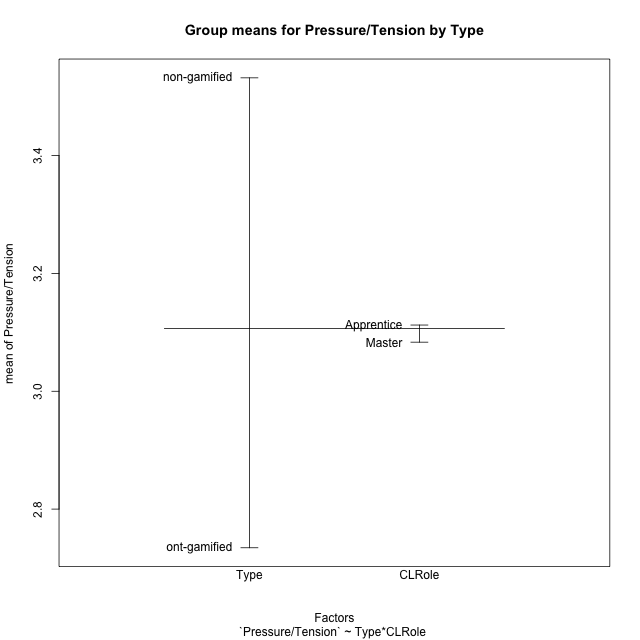 Group means for Pressure/Tension by Type
mean of Pressure/Tension
3.4
3.2
3.0
2.8
non-gamified
Apprentice
Master
ont-gamified
Type
CLRole
Factors
`Pressure/Tension` ~ Type*CLRole